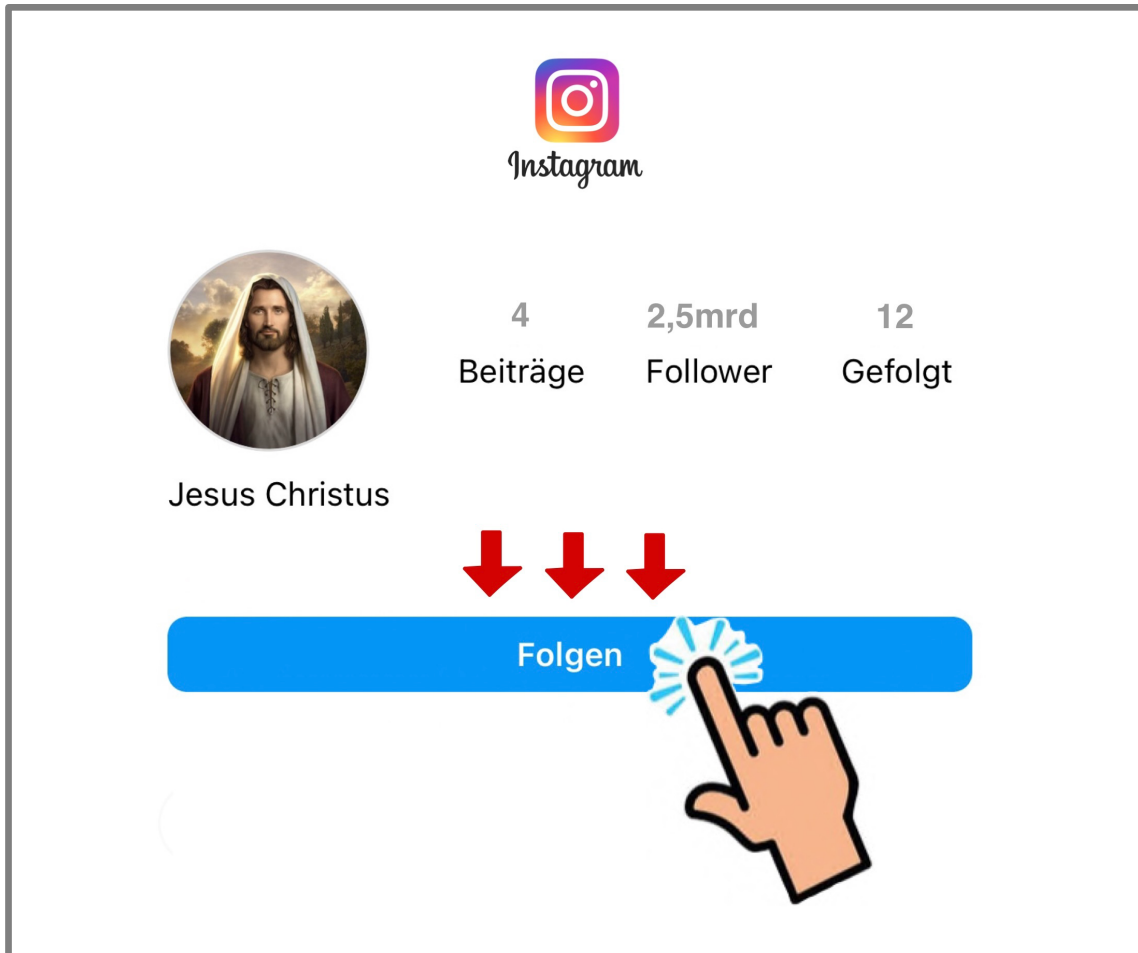 Instagram
4 2,5mrd 12
Beiträge Follower Gefolgt
Jesus Christus
Folgen